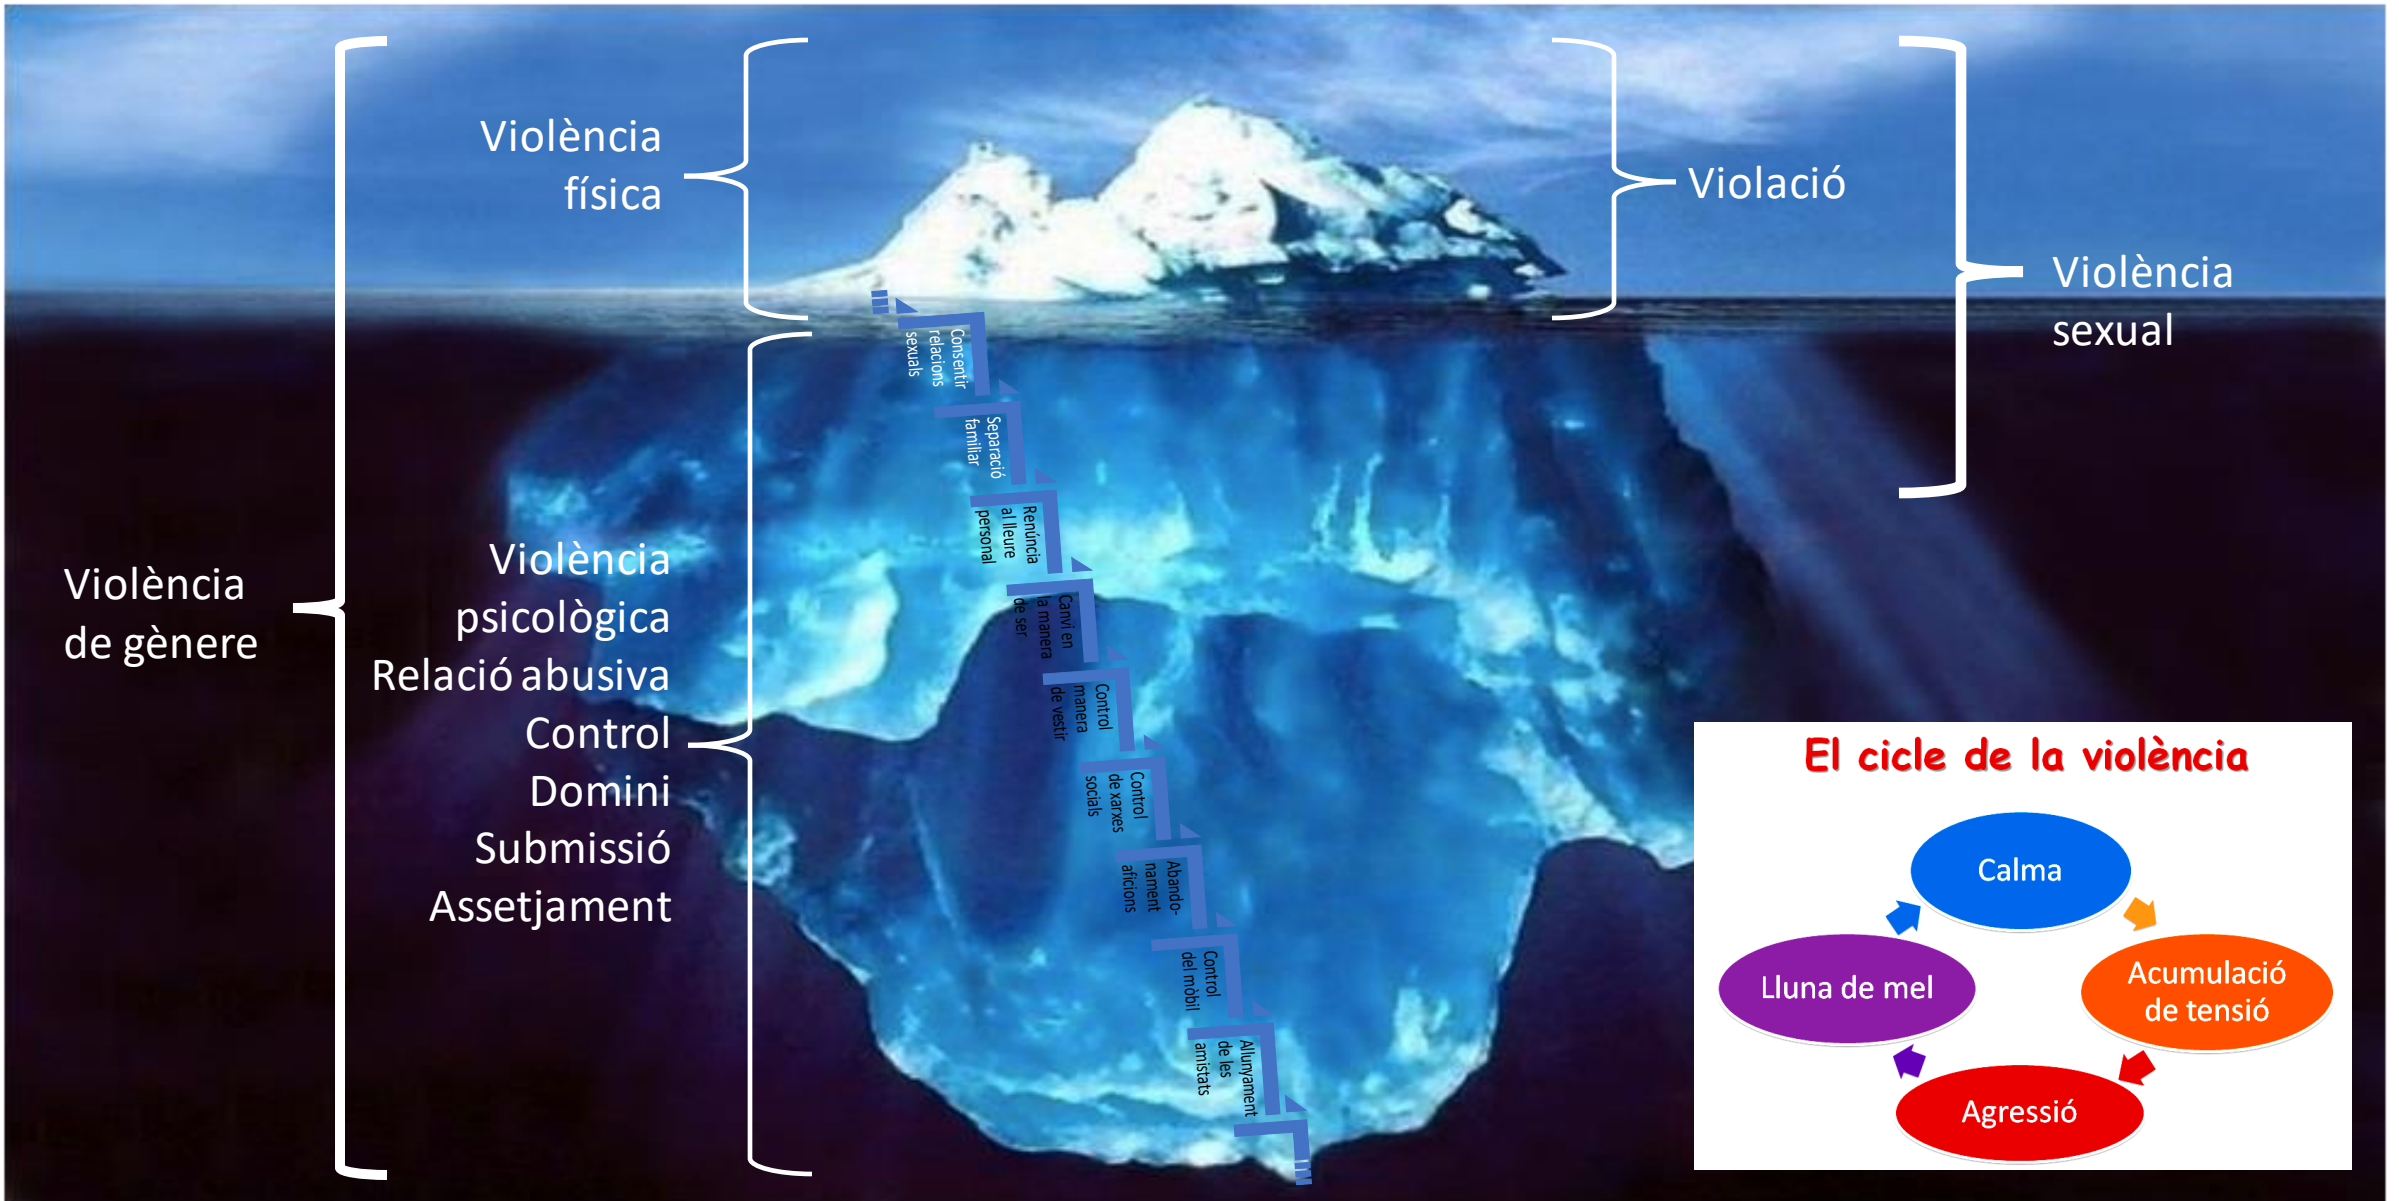 Violència
física
Violació
Violència
sexual
Violència
de gènere
Violència
psicològica
Relació abusiva
Control
Domini
Submissió
Assetjament
Consentir
relacions
sexuals
Separació
familiar
Renúncia
al lleure
personal
Canvi en
la manera
de ser
Control
manera
de vestir
Control
de xarxes
socials
Abando-
nament
aficions
Control
del mòbil
Allunyament
de les
amistats
El cicle de la violència
Calma
Acumulació
de tensió
Agressió
Lluna de mel